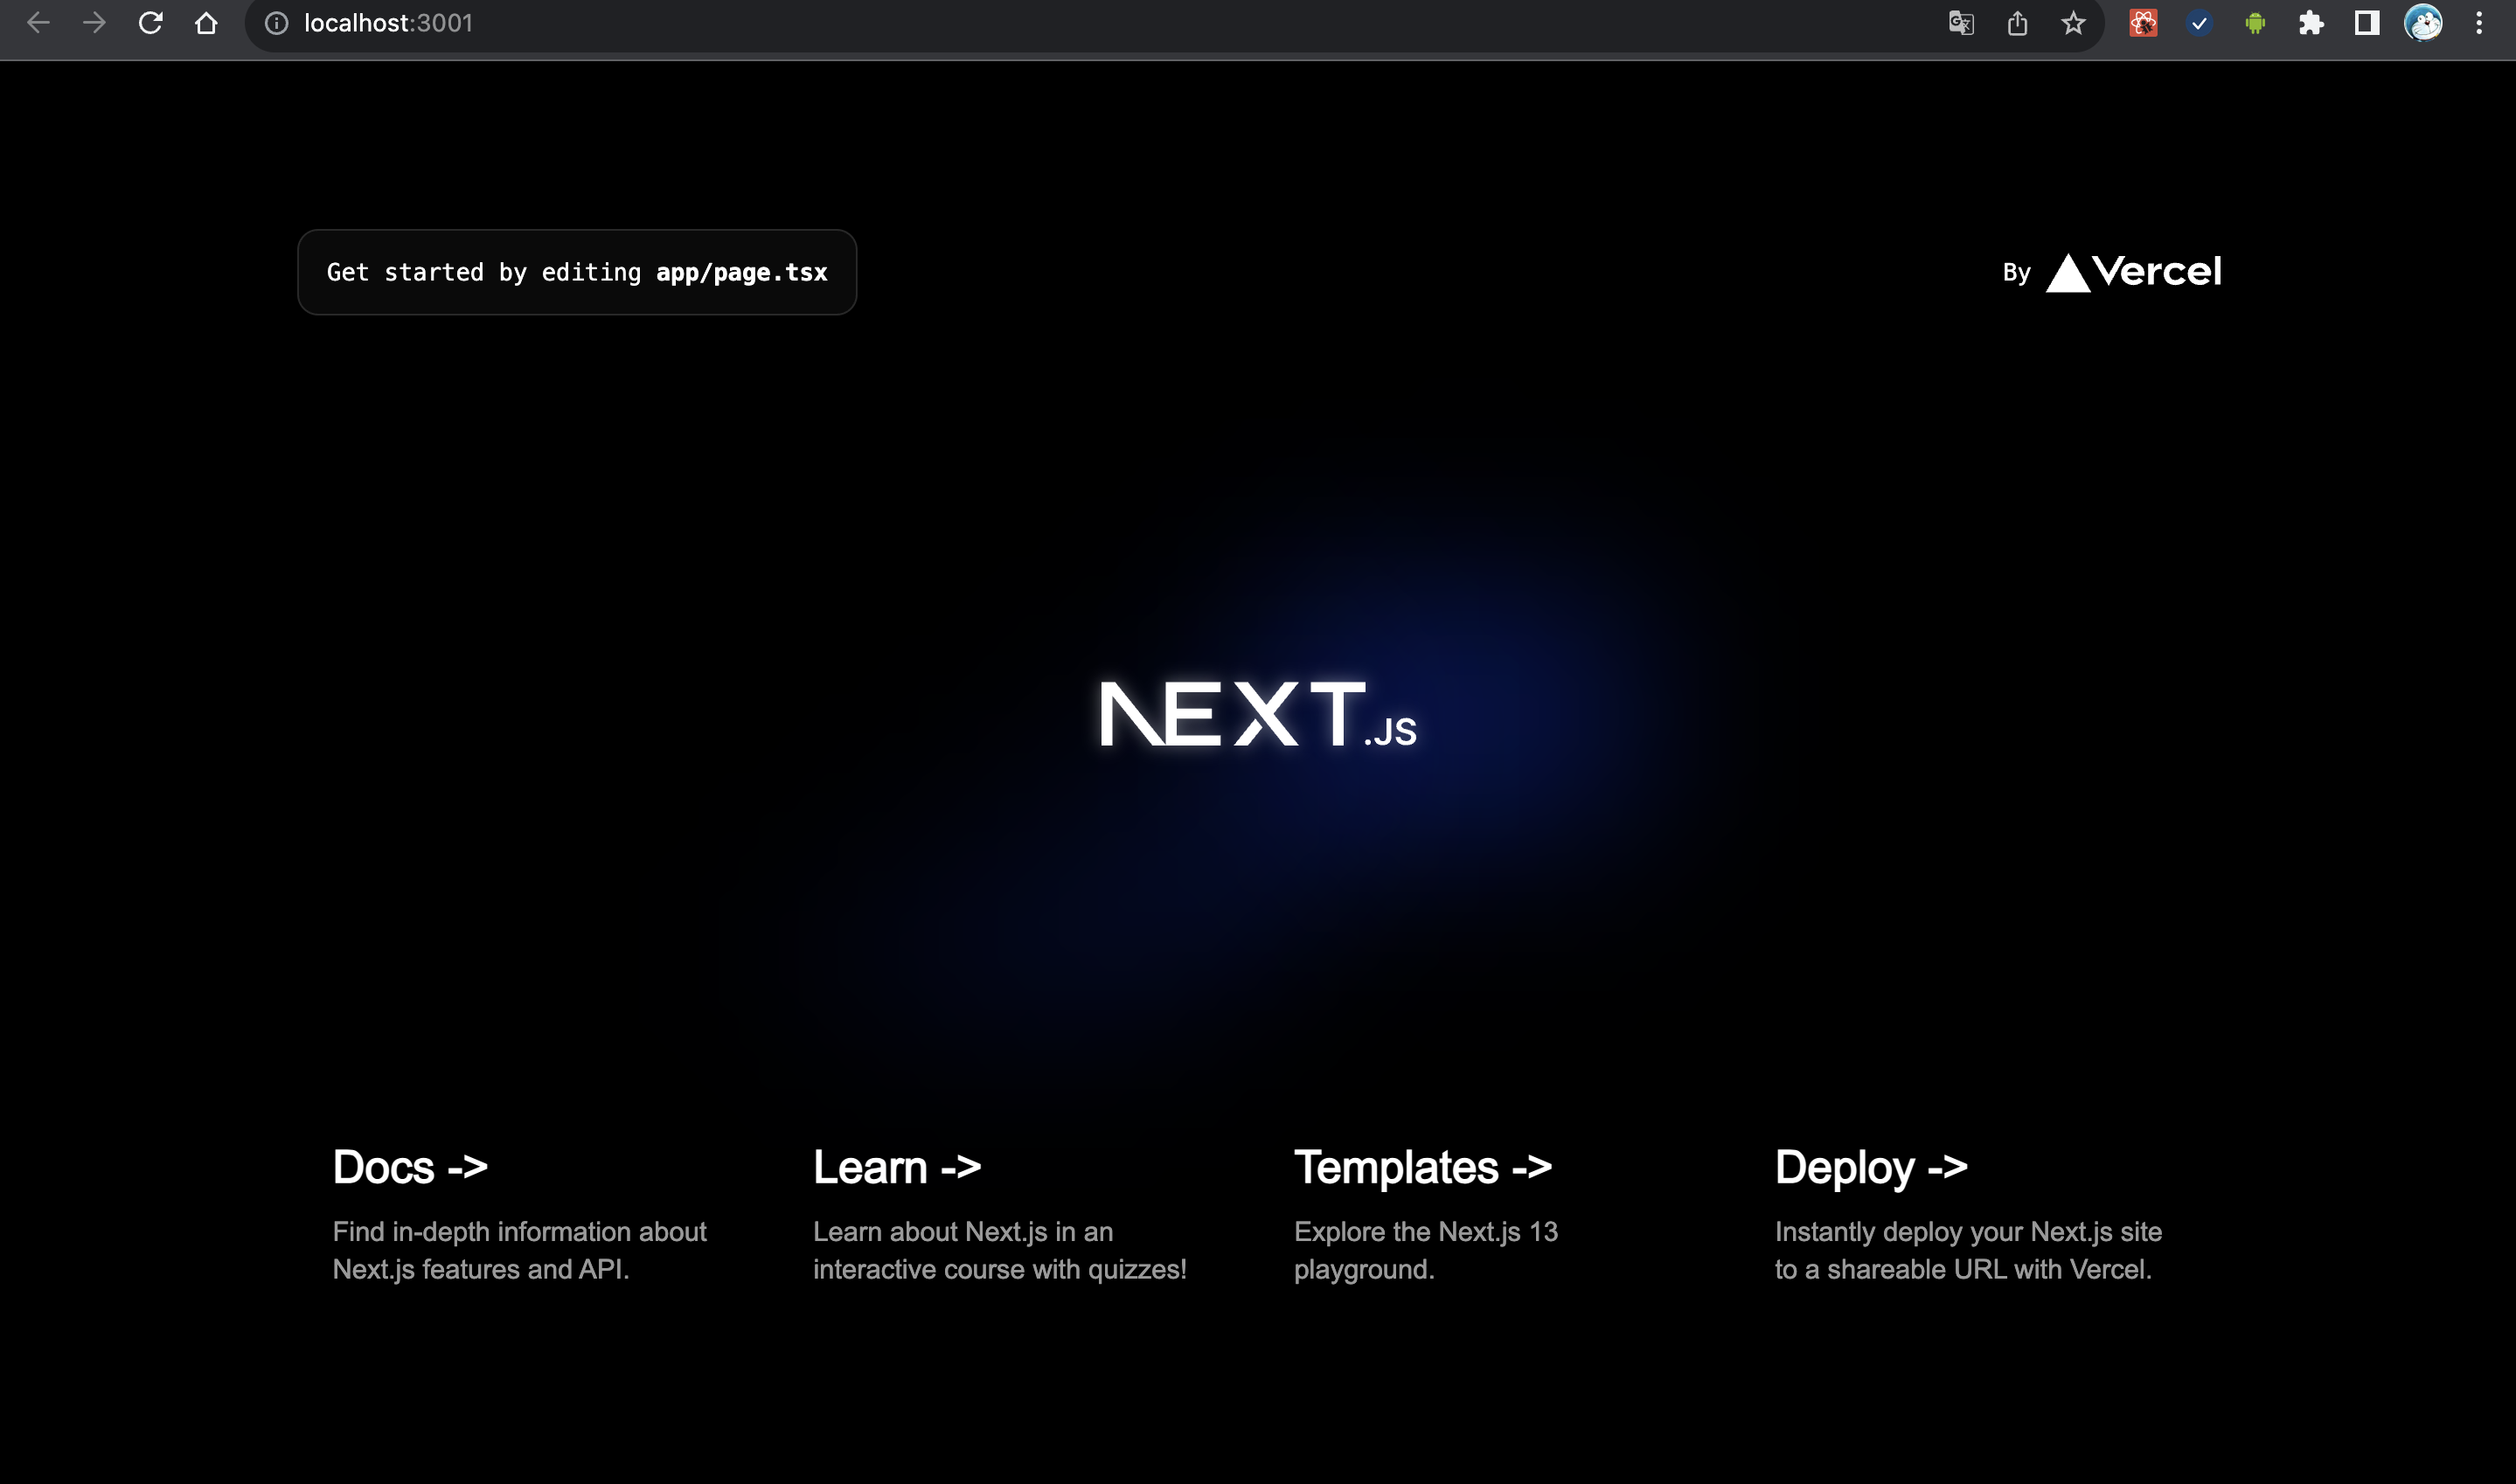 localhost:3001
Get started by editing app/page.tsx
By Vercel
NEXT.JS
Docs ->
Find in-depth information about
Next.js features and API.
Learn ->
Learn about Next.js in an
interactive course with quizzes!
Templates ->
Explore the Next.js 13
playground.
Deploy ->
Instantly deploy your Next.js site
to a shareable URL with Vercel.